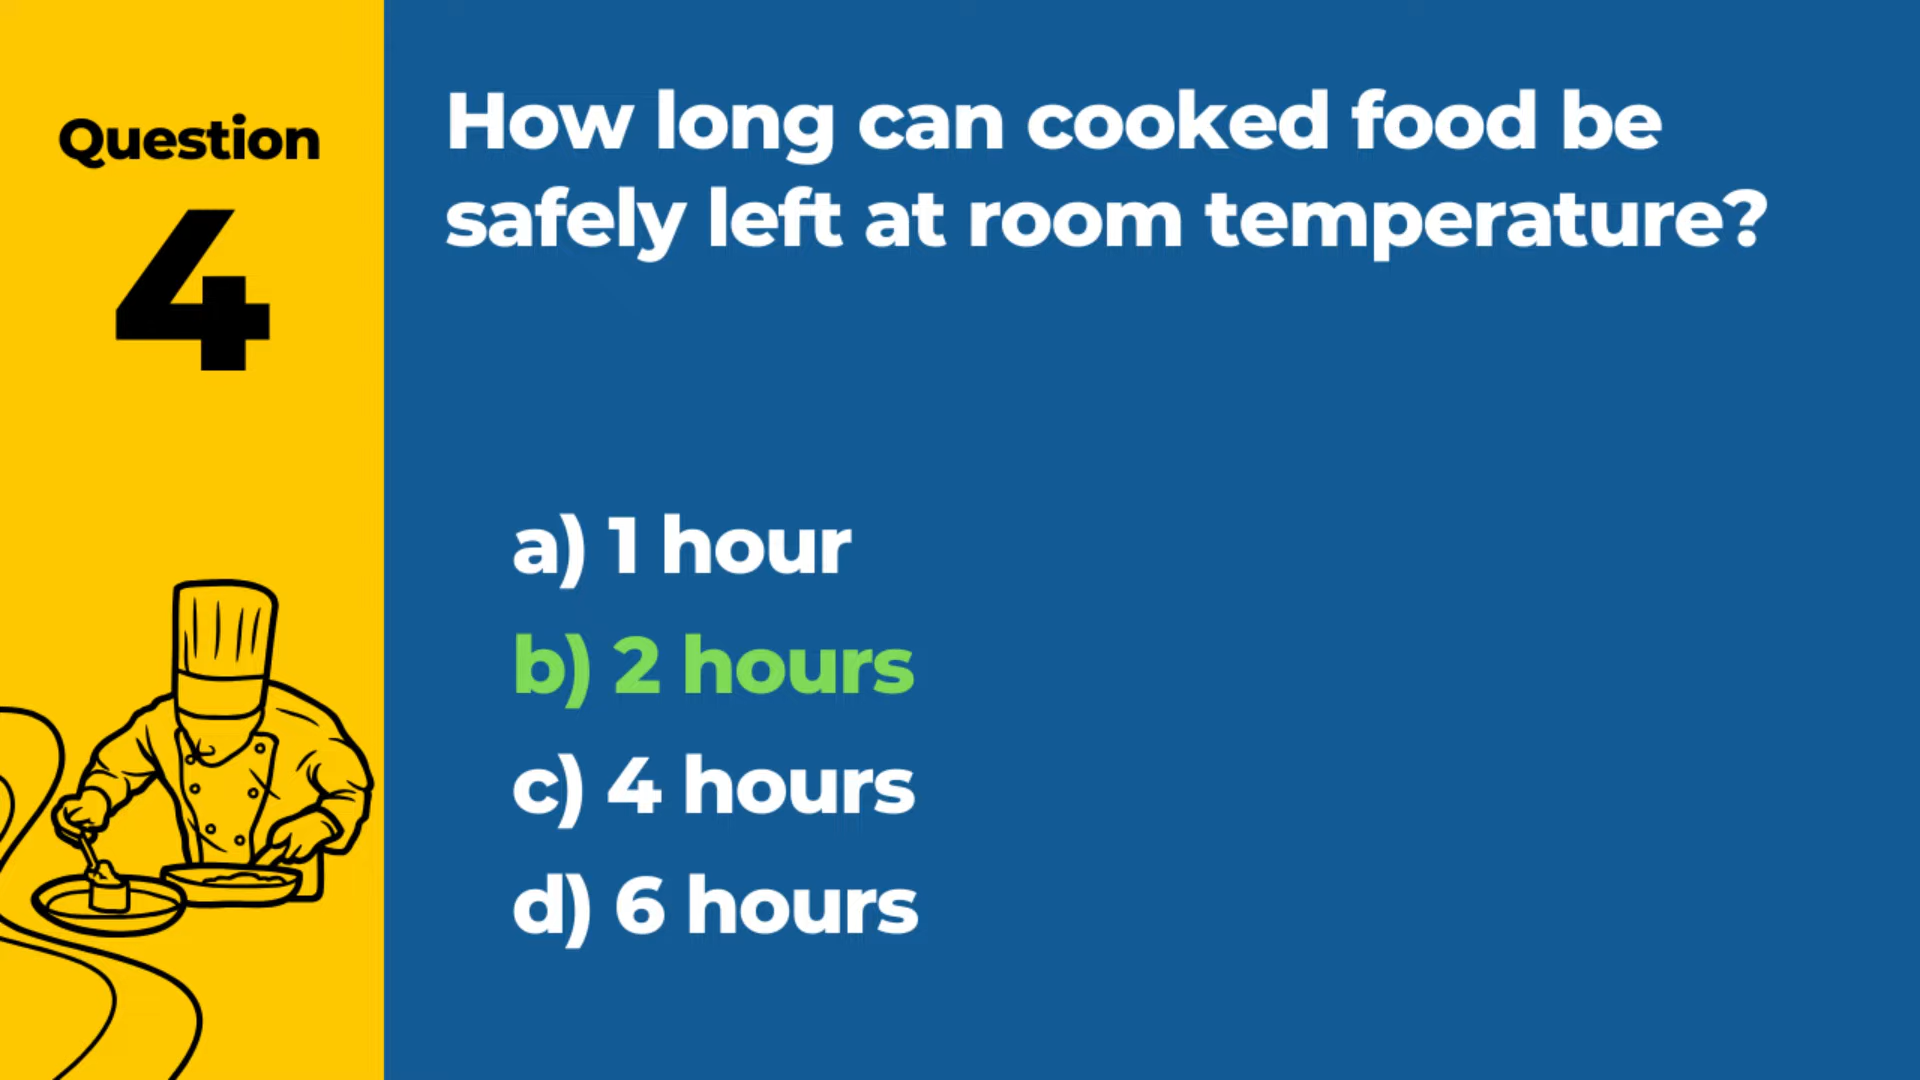 Question
4
How long can cooked food be
safely left at room temperature?
a) 1 hour
b) 2 hours
c) 4 hours
d) 6 hours